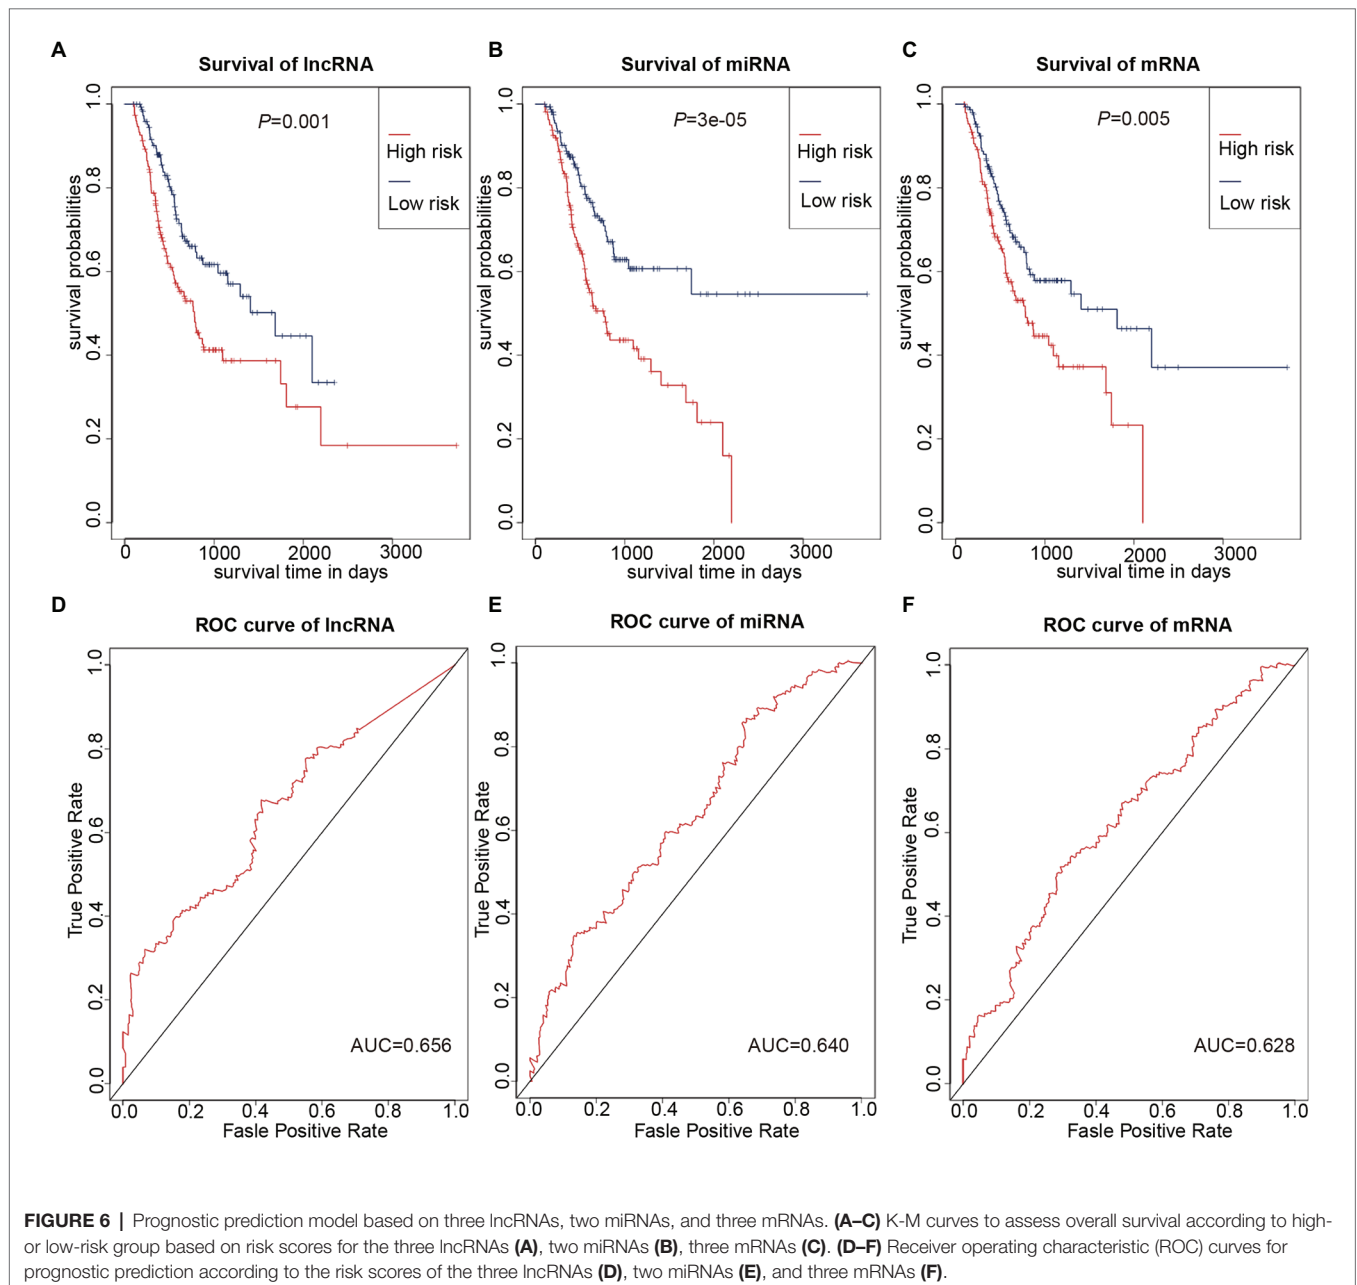 A
Survival of lncRNA
P=0.001
High risk
Low risk
survival probabilities
0.0 0.2 0.4 0.6 0.8 1.0
0 1000 2000 3000
survival time in days
B
Survival of miRNA
P=3e-05
High risk
Low risk
survival probabilities
0.0 0.2 0.4 0.6 0.8 1.0
0 1000 2000 3000
survival time in days
C
Survival of mRNA
P=0.005
High risk
Low risk
survival probabilities
0.0 0.2 0.4 0.6 0.8 1.0
0 1000 2000 3000
survival time in days
D
ROC curve of lncRNA
True Positive Rate
0.0 0.2 0.4 0.6 0.8 1.0
AUC=0.656
0.0 0.2 0.4 0.6 0.8 1.0
Fasle Positive Rate
E
ROC curve of miRNA
True Positive Rate
0.0 0.2 0.4 0.6 0.8 1.0
AUC=0.640
0.0 0.2 0.4 0.6 0.8 1.0
Fasle Positive Rate
F
ROC curve of mRNA
True Positive Rate
0.0 0.2 0.4 0.6 0.8 1.0
AUC=0.628
0.0 0.2 0.4 0.6 0.8 1.0
Fasle Positive Rate
FIGURE 6 | Prognostic prediction model based on three lncRNAs, two miRNAs, and three mRNAs. (A–C) K-M curves to assess overall survival according to high-
or low-risk group based on risk scores for the three lncRNAs (A), two miRNAs (B), three mRNAs (C). (D–F) Receiver operating characteristic (ROC) curves for
prognostic prediction according to the risk scores of the three lncRNAs (D), two miRNAs (E), and three mRNAs (F).